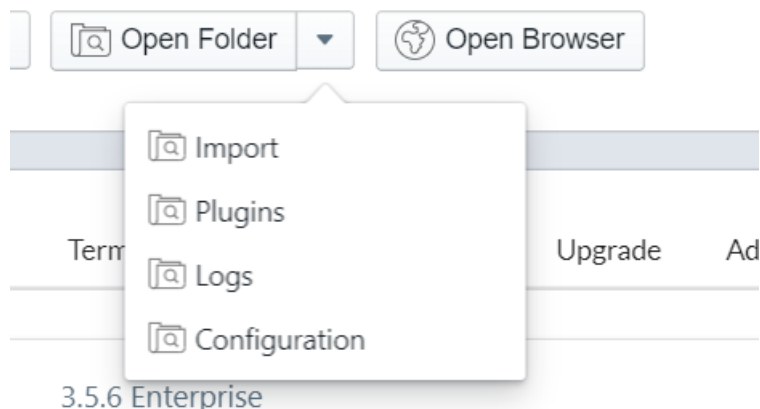 Open Folder Open Browser
Import
Plugins
Upgrade
Logs
Configuration
3.5.6 Enterprise